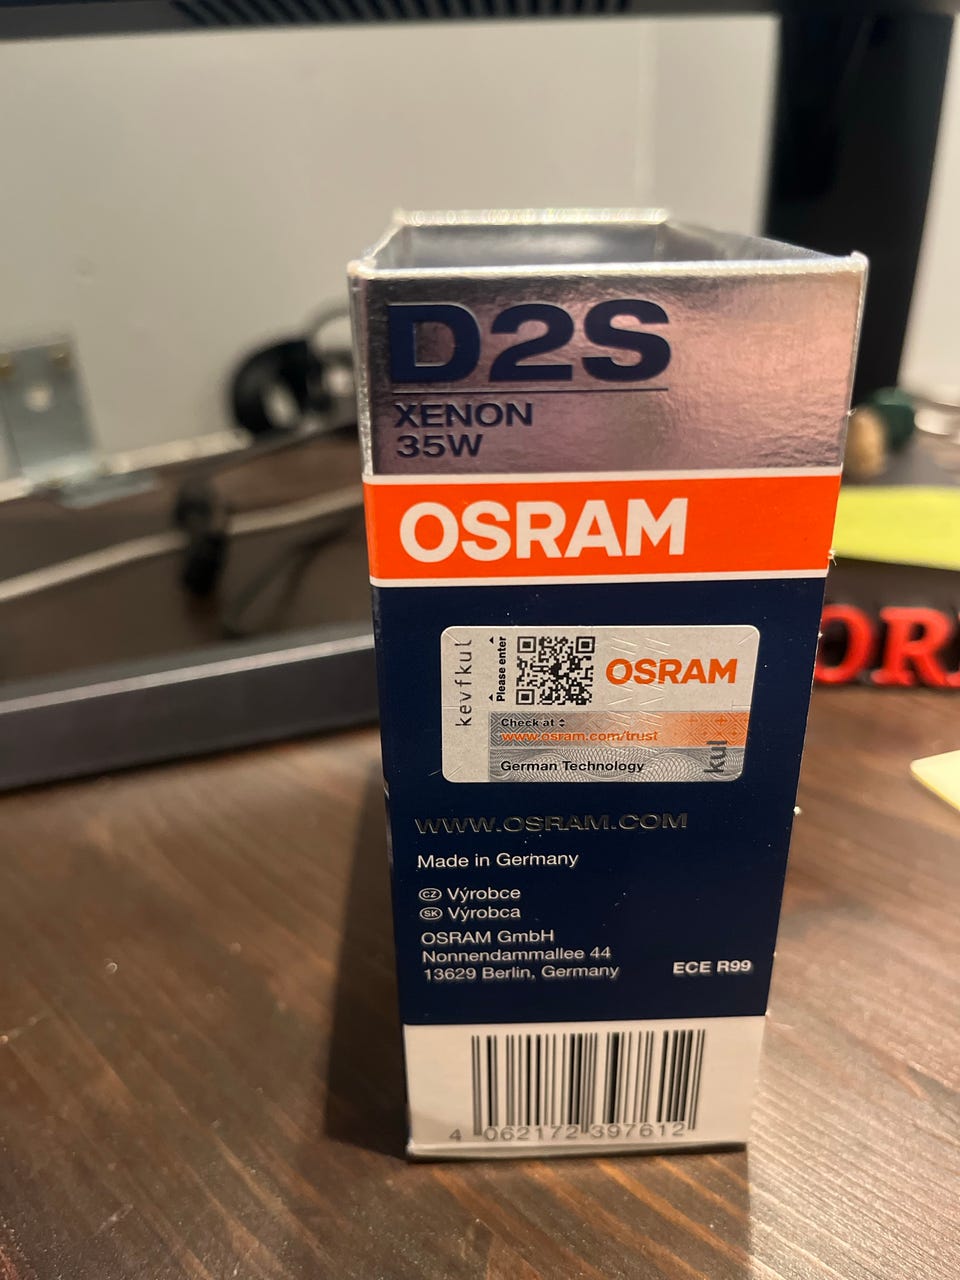 D2S
XENON
35W
OSRAM
kevfkul
Please enter
OSRAM
Check at
www.osram.com/trust
kul
German Technology
WWW.OSRAM.COM
Made in Germany
CZ Výrobce
SK Výrobca
OSRAM GmbH
Nonnendammallee 44
13629 Berlin, Germany
ECE R99
4 062172 397612